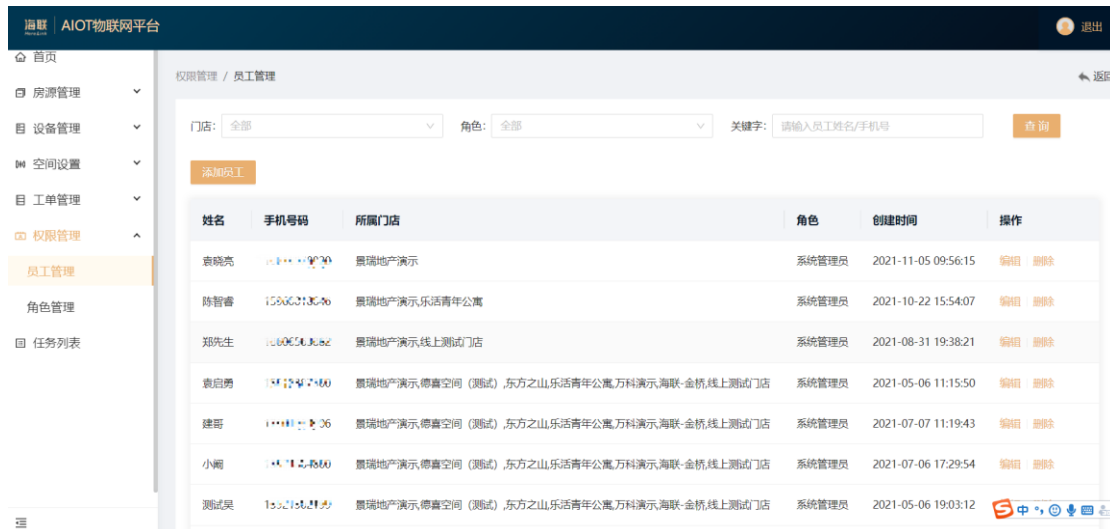 海联 AIOT物联网平台 退出
首页
权限管理 / 员工管理
房源管理
门店： 全部 角色： 全部 关键字： 请输入员工姓名/手机号 查询
设备管理
空间设置
添加员工
工单管理
姓名 手机号码 所属门店 角色 创建时间 操作
权限管理
袁晓亮 景瑞地产演示 系统管理员 2021-11-05 09:56:15 编辑 删除
员工管理
陈智睿 景瑞地产演示,乐活青年公寓 系统管理员 2021-10-22 15:54:07 编辑 删除
角色管理
郑先生 景瑞地产演示,线上测试门店 系统管理员 2021-08-31 19:38:21 编辑 删除
任务列表
袁启勇 景瑞地产演示,德喜空间（测试）,东方之山,乐活青年公寓,万科演示,海联-金桥,线上测试门店 系统管理员 2021-05-06 11:15:50 编辑 删除
建哥 景瑞地产演示,德喜空间（测试）,东方之山,乐活青年公寓,万科演示,海联-金桥,线上测试门店 系统管理员 2021-07-07 11:19:43 编辑 删除
小阚 景瑞地产演示,德喜空间（测试）,东方之山,乐活青年公寓,万科演示,海联-金桥,线上测试门店 系统管理员 2021-07-06 17:29:54 编辑 删除
测试吴 景瑞地产演示,德喜空间（测试）,东方之山,乐活青年公寓,万科演示,海联-金桥,线上测试门店 系统管理员 2021-05-06 19:03:12
中